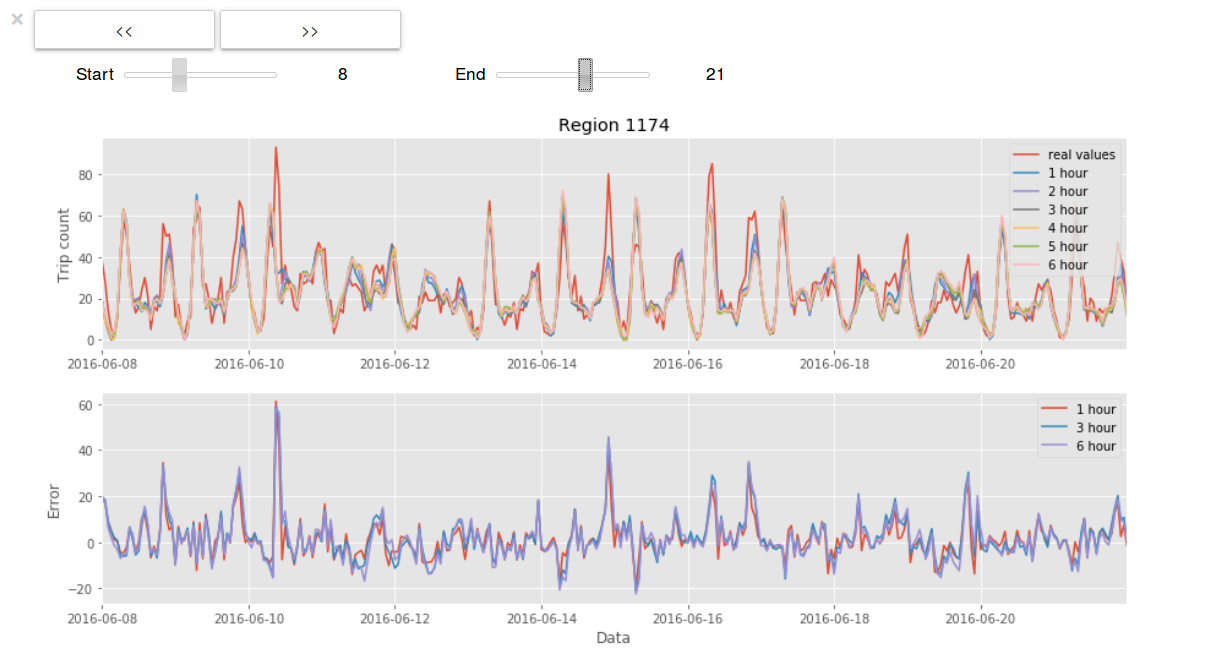 ×
<< >>
Start 8 End 21
Region 1174
Trip count
80
60
40
20
0
real values
1 hour
2 hour
3 hour
4 hour
5 hour
6 hour
2016-06-08 2016-06-10 2016-06-12 2016-06-14 2016-06-16 2016-06-18 2016-06-20
Error
60
40
20
0
−20
1 hour
3 hour
6 hour
2016-06-08 2016-06-10 2016-06-12 2016-06-14 2016-06-16 2016-06-18 2016-06-20
Data